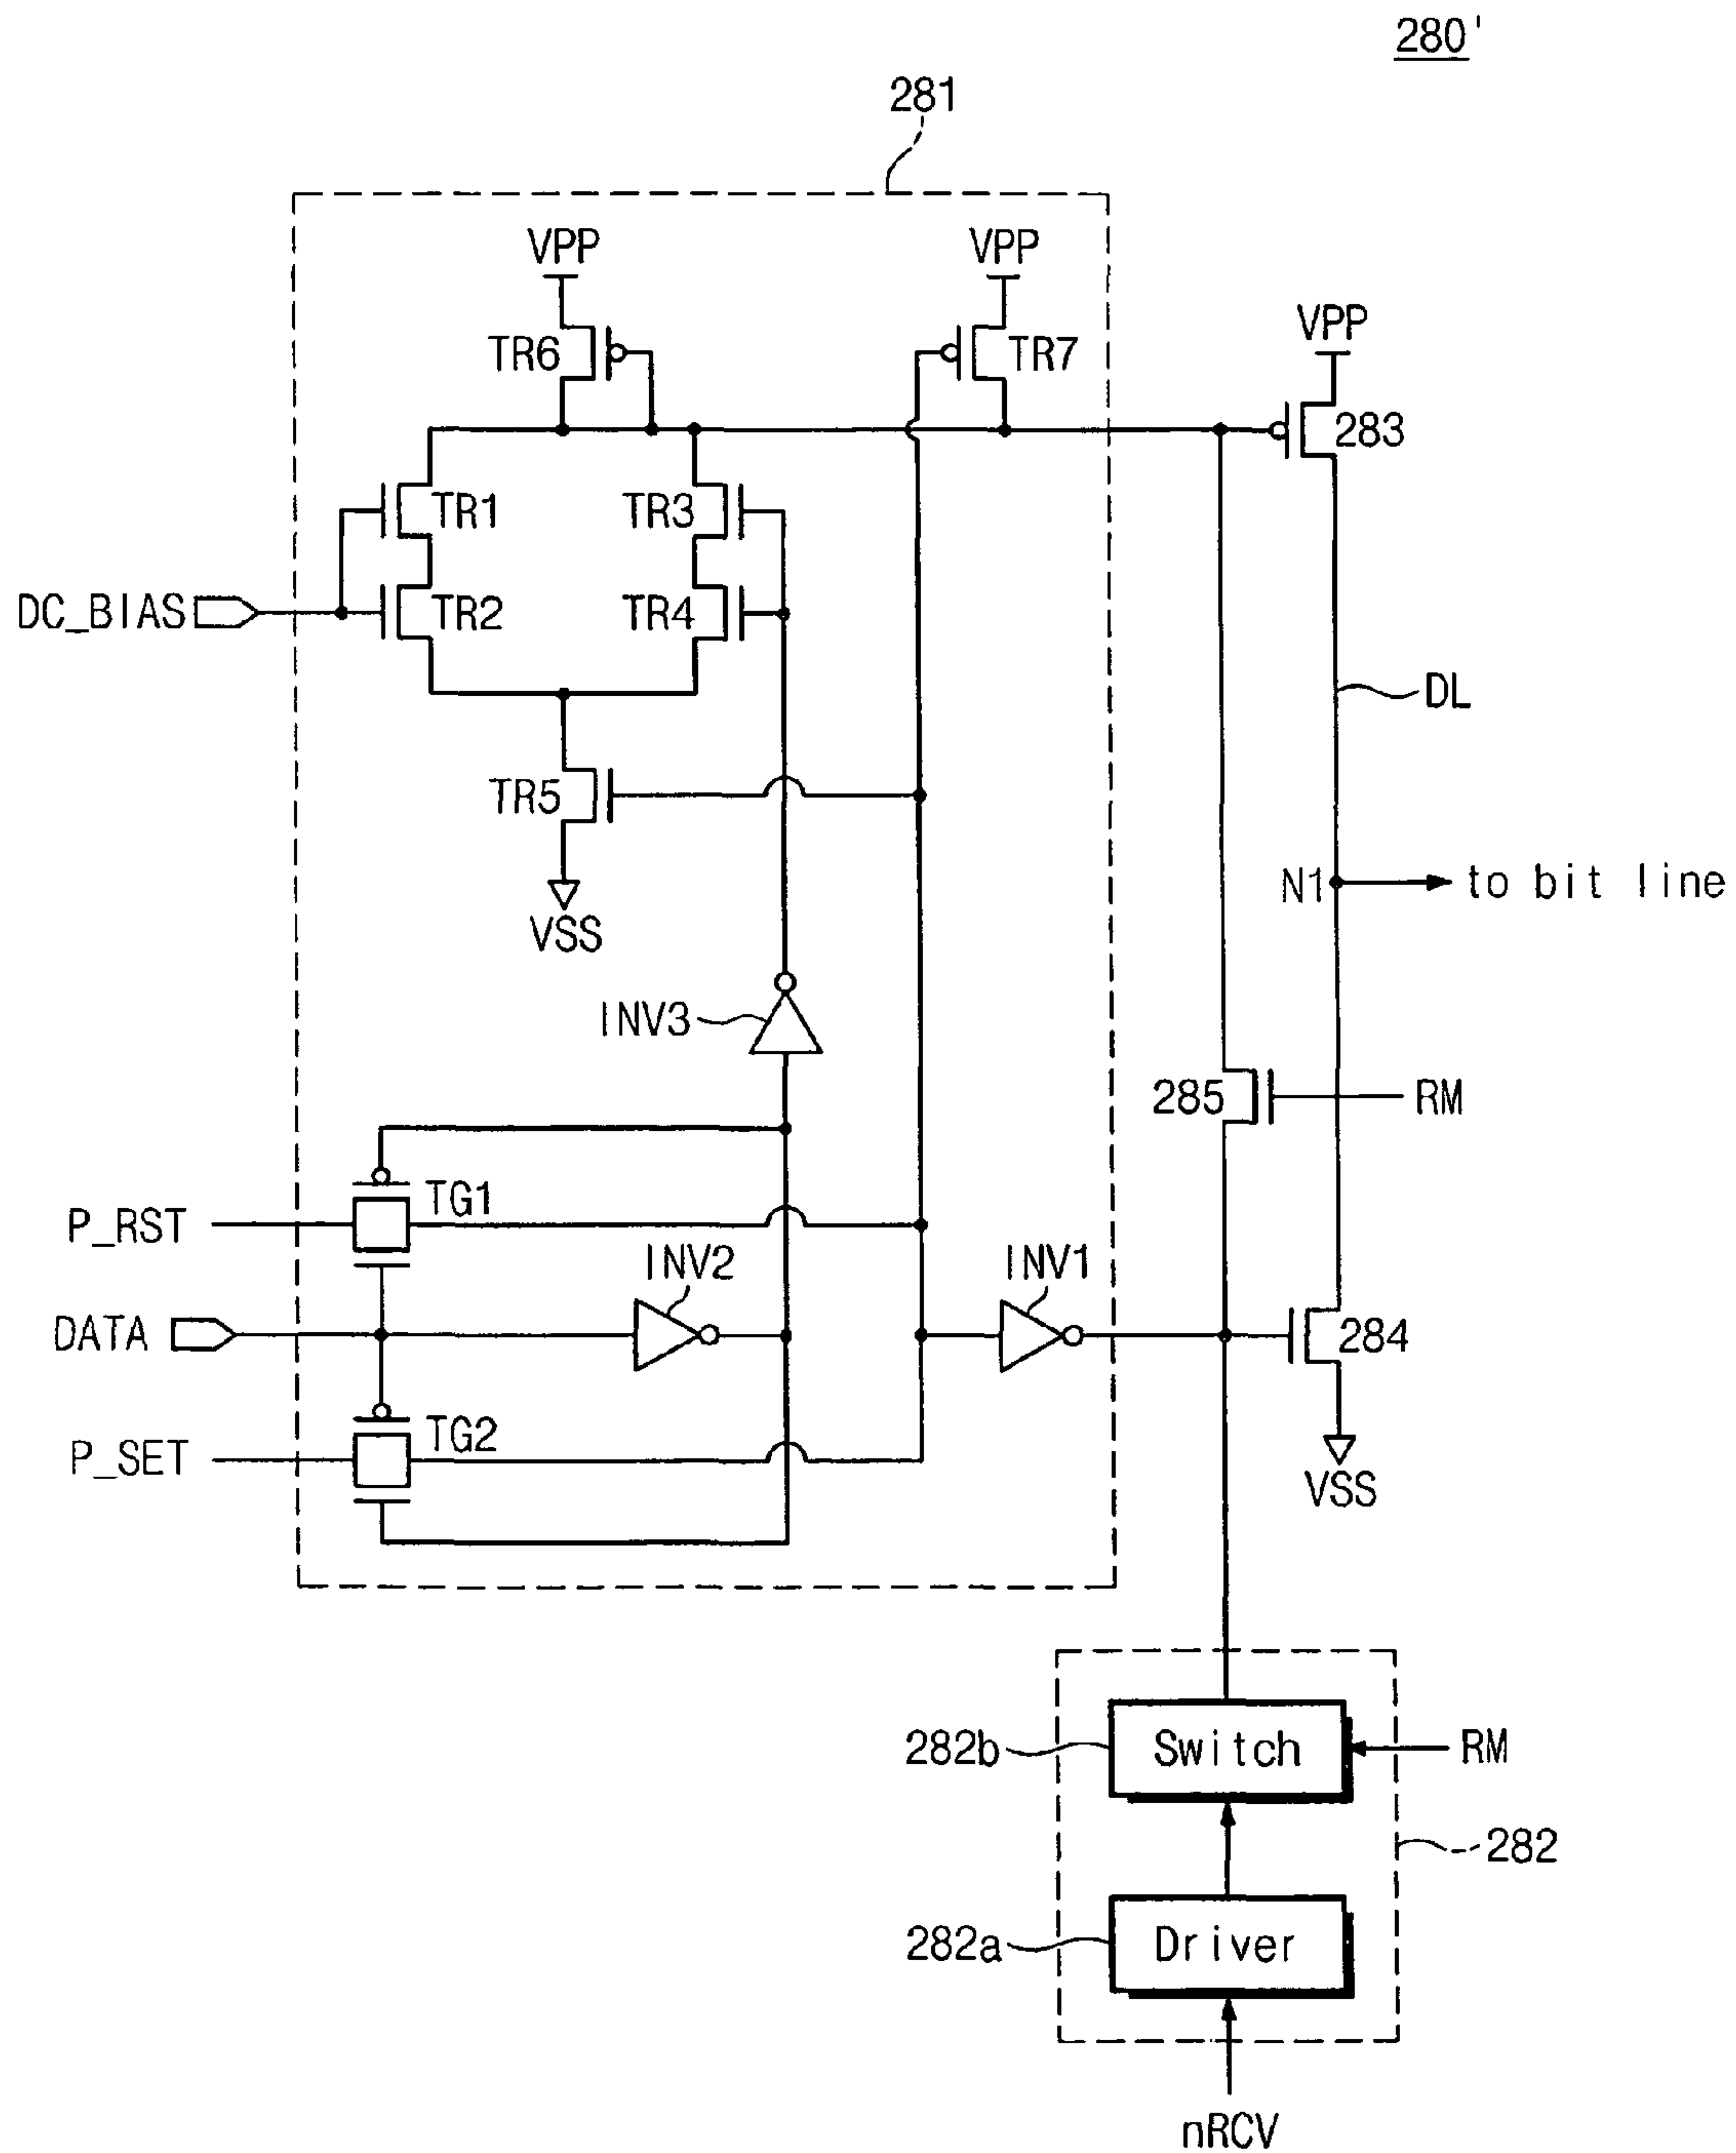 280'
281
VPP
VPP
TR6
TR7
VPP
283
TR1
TR3
DC_BIAS
TR2
TR4
DL
TR5
N1
to bit line
VSS
INV3
285
RM
P_RST
TG1
INV2
INV1
DATA
284
TG2
P_SET
VSS
282b
Switch
RM
282
282a
Driver
nRCV